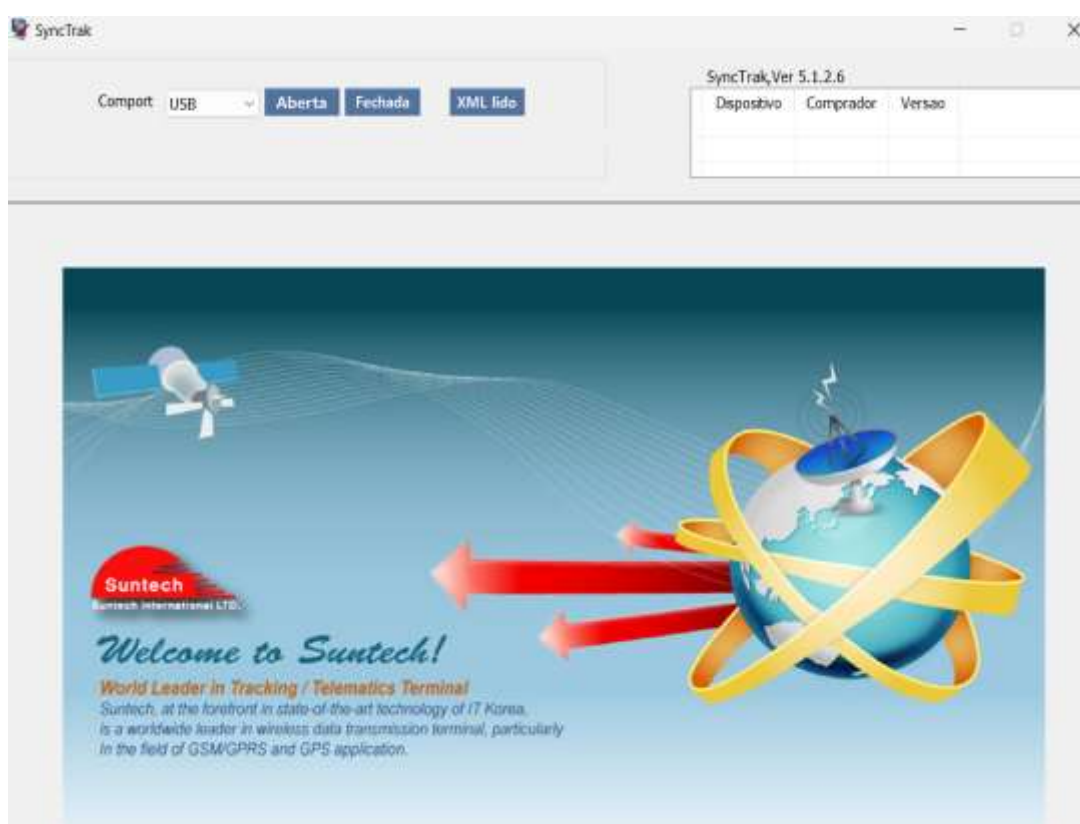 SyncTrak
Comport USB Aberta Fechada XML lido
SyncTrak,Ver 5.1.2.6
Dispositivo Comprador Versao
Suntech
Suntech International LTD.
Welcome to Suntech!
World Leader in Tracking / Telematics Terminal
Suntech, at the forefront in state-of-the-art technology of IT Korea,
is a worldwide leader in wireless data transmission terminal, particularly
In the field of GSM/GPRS and GPS application.